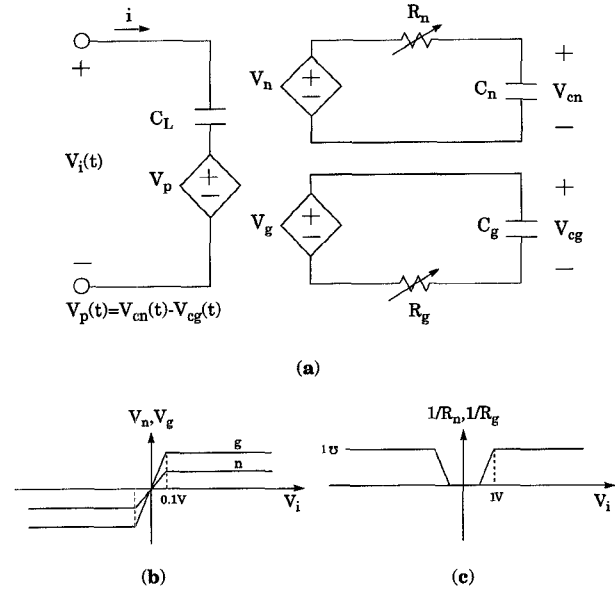 i
+
C_L
V_i(t)
V_p
+
−
−
V_p(t)=V_cn(t)-V_cg(t)
R_n
V_n
+
−
C_n
+
V_cn
−
V_g
+
−
C_g
+
V_cg
−
R_g
(a)
V_n,V_g
g
n
0.1V
V_i
(b)
1/R_n,1/R_g
1 ℧
1V
V_i
(c)